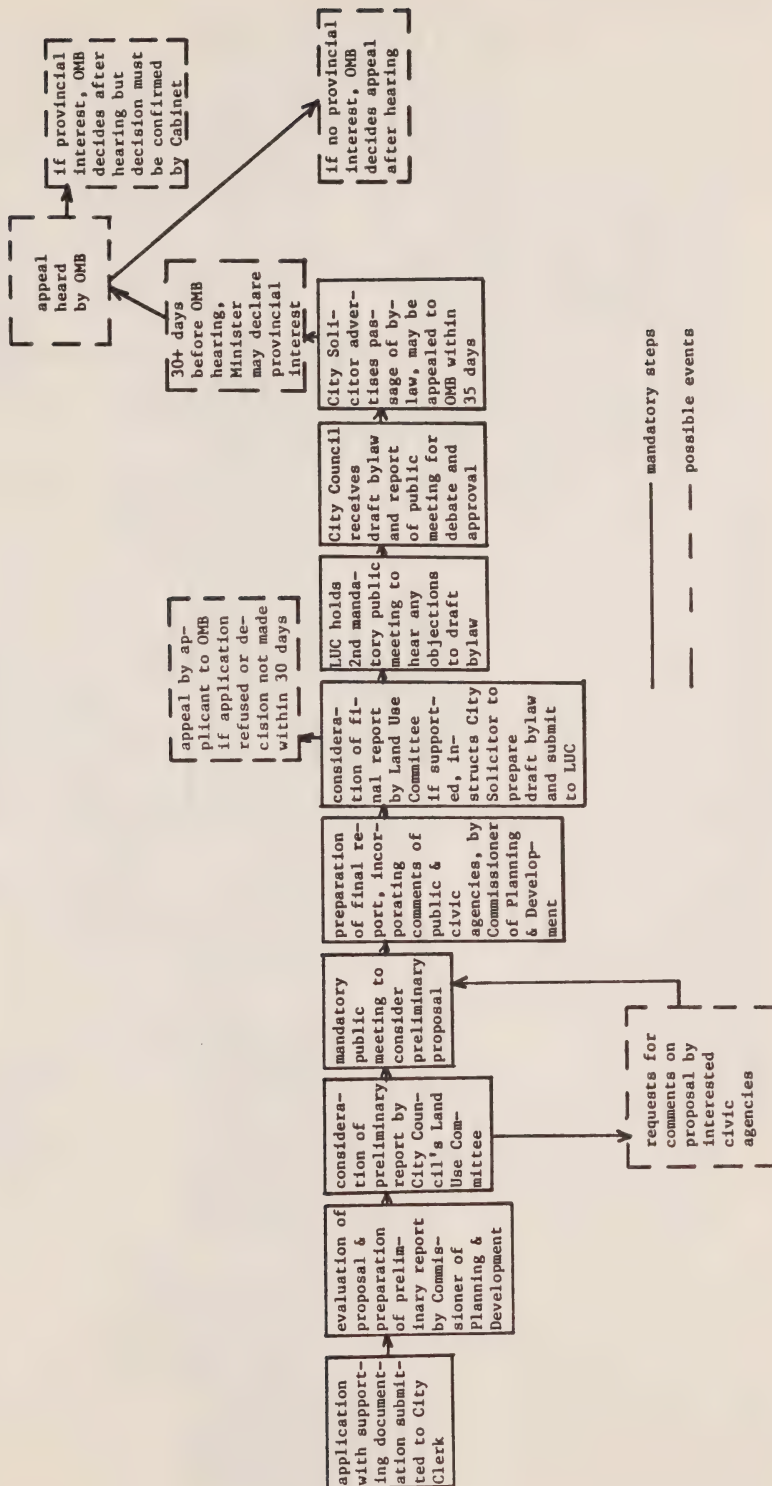 application
with support-
ing document-
ation submit-
ted to City
Clerk
evaluation of
proposal &
preparation
of prelim-
inary report
by Commis-
sioner of
Planning &
Development
considera-
tion of
preliminary
report by
City Coun-
cil's Land
Use Com-
mittee
requests for
comments on
proposal by
interested
civic
agencies
mandatory
public
meeting to
consider
preliminary
proposal
preparation
of final re-
port, incor-
porating
comments of
public &
civic
agencies, by
Commissioner
of Planning
& Develop-
ment
considera-
tion of fi-
nal report
by Land Use
Committee
if support-
ed, in-
structs City
Solicitor to
prepare
draft bylaw
and submit
to LUC
appeal by ap-
plicant to OMB
if application
refused or de-
cision not made
within 30 days
LUC holds
2nd manda-
tory public
meeting to
hear any
objections
to draft
bylaw
City Council
receives
draft bylaw
and report
of public
meeting for
debate and
approval
City Soli-
citor adver-
tises pas-
sage of by-
law, may be
appealed to
OMB within
35 days
30+ days
before OMB
hearing,
Minister
may declare
provincial
interest
appeal
heard
by OMB
if provincial
interest, OMB
decides after
hearing but
decision must
be confirmed
by Cabinet
if no provincial
interest, OMB
decides appeal
after hearing
mandatory steps
possible events